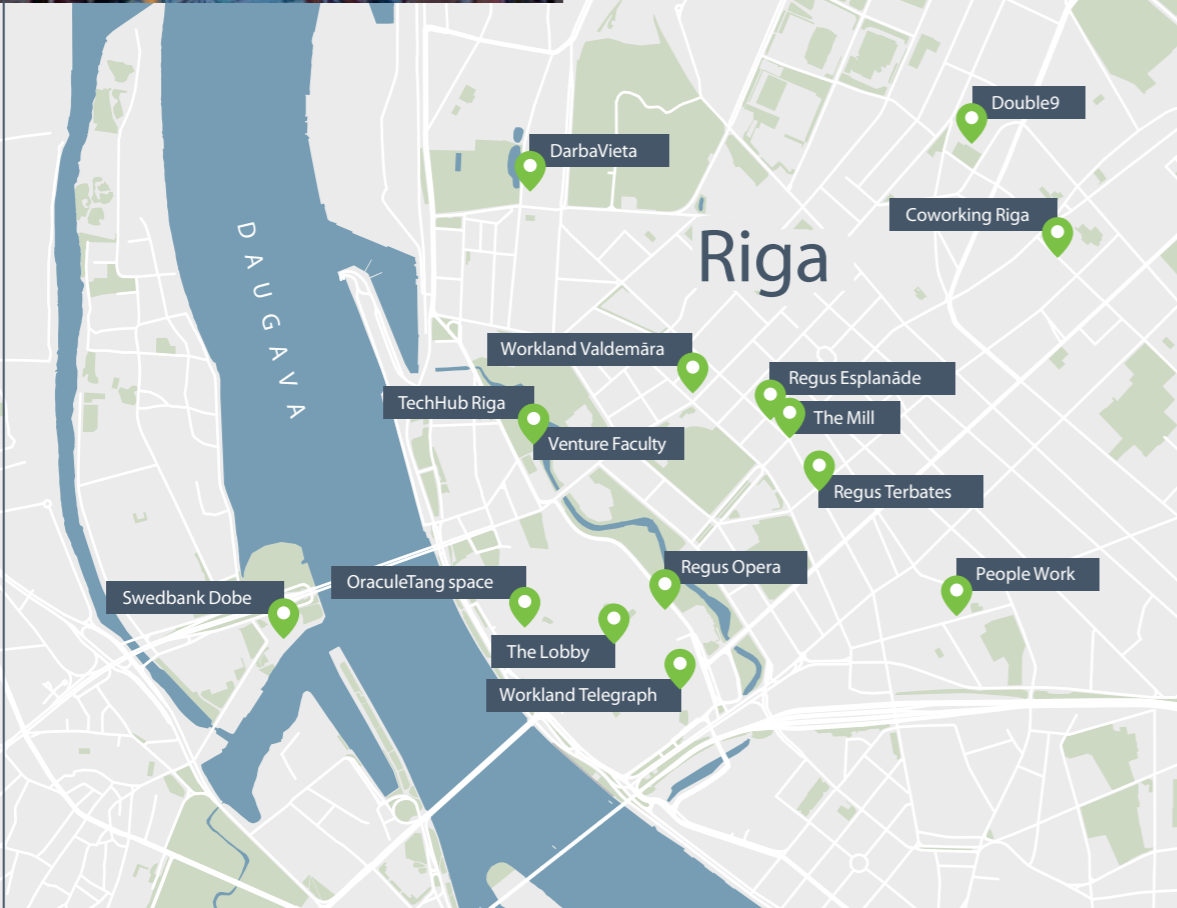 Double9
DarbaVieta
Coworking Riga
Riga
DAUGAVA
Workland Valdemāra
Regus Esplanāde
TechHub Riga
The Mill
Venture Faculty
Regus Terbates
Regus Opera
People Work
OraculeTang space
Swedbank Dobe
The Lobby
Workland Telegraph